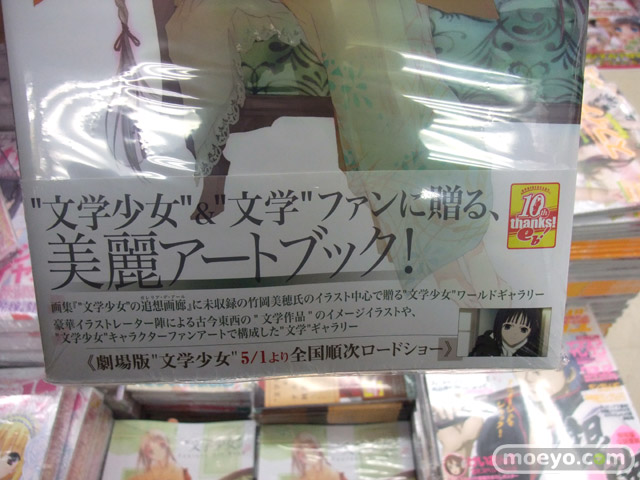 "文学少女"&"文学"ファンに贈る、
美麗アートブック!
10th
thanks!
eb!
画集『"文学少女"の追想画廊』に未収録の竹岡美穂氏のイラスト中心で贈る"文学少女"ワールドギャラリー
豪華イラストレーター陣による古今東西の"文学作品"のイメージイラストや、
"文学少女"キャラクターファンアートで構成した"文学"ギャラリー
《劇場版"文学少女"5/1より全国順次ロードショー》
moeyo.com